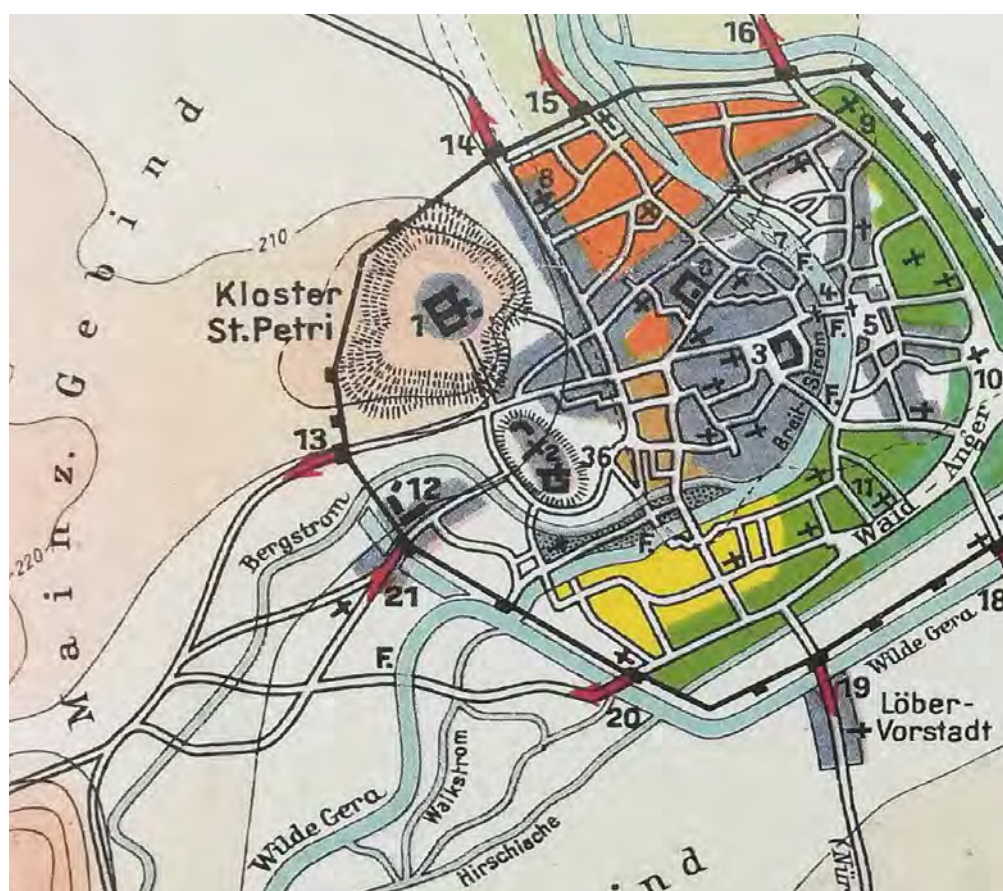 16
15
9
14
8
210
7
F.
Kloster
St. Petri
1
4
F.
5
3
10
Mainz. Gebind
F.
Breit-Strom
13
2
36
12
11
Waid-Anger
Bergstrom
220
F.
21
18
Wilde Gera
F.
19
20
Löber-
Vorstadt
Walkstrom
Wilde Gera
Hirschlache
ind
Nür